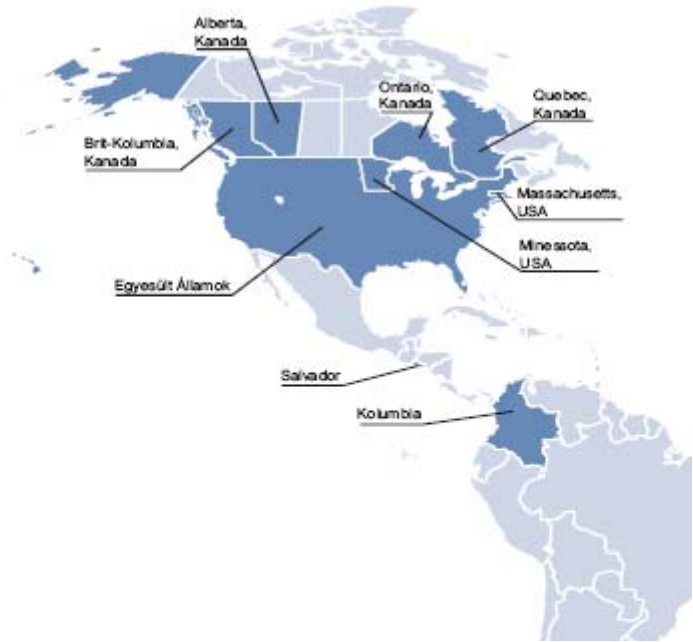 Alberta,
Kanada
Ontario,
Kanada
Quebec,
Kanada
Brit-Kolumbia,
Kanada
Massachusetts,
USA
Minessota,
USA
Egyesült Államok
Salvador
Kolumbia